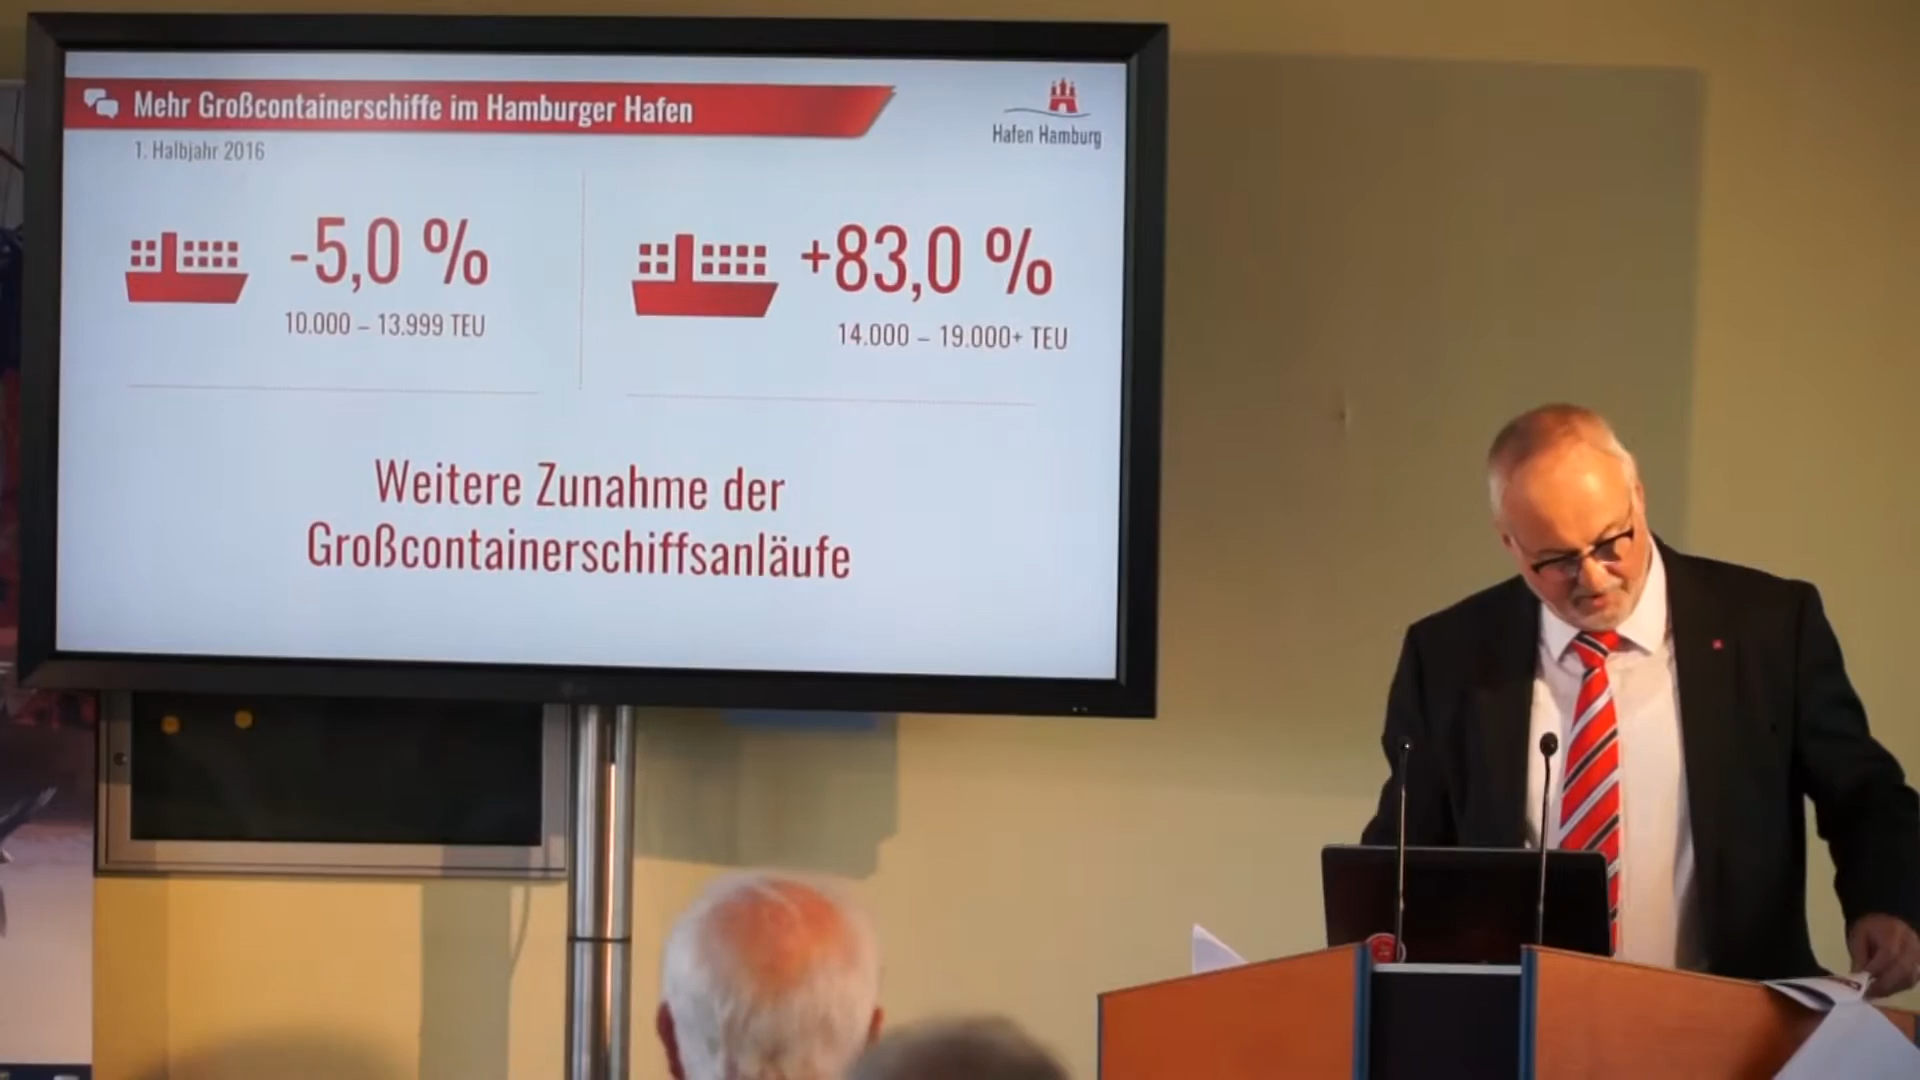 Mehr Großcontainerschiffe im Hamburger Hafen
Hafen Hamburg
1. Halbjahr 2016
-5,0 %
10.000 – 13.999 TEU
+83,0 %
14.000 – 19.000+ TEU
Weitere Zunahme der
Großcontainerschiffsanläufe